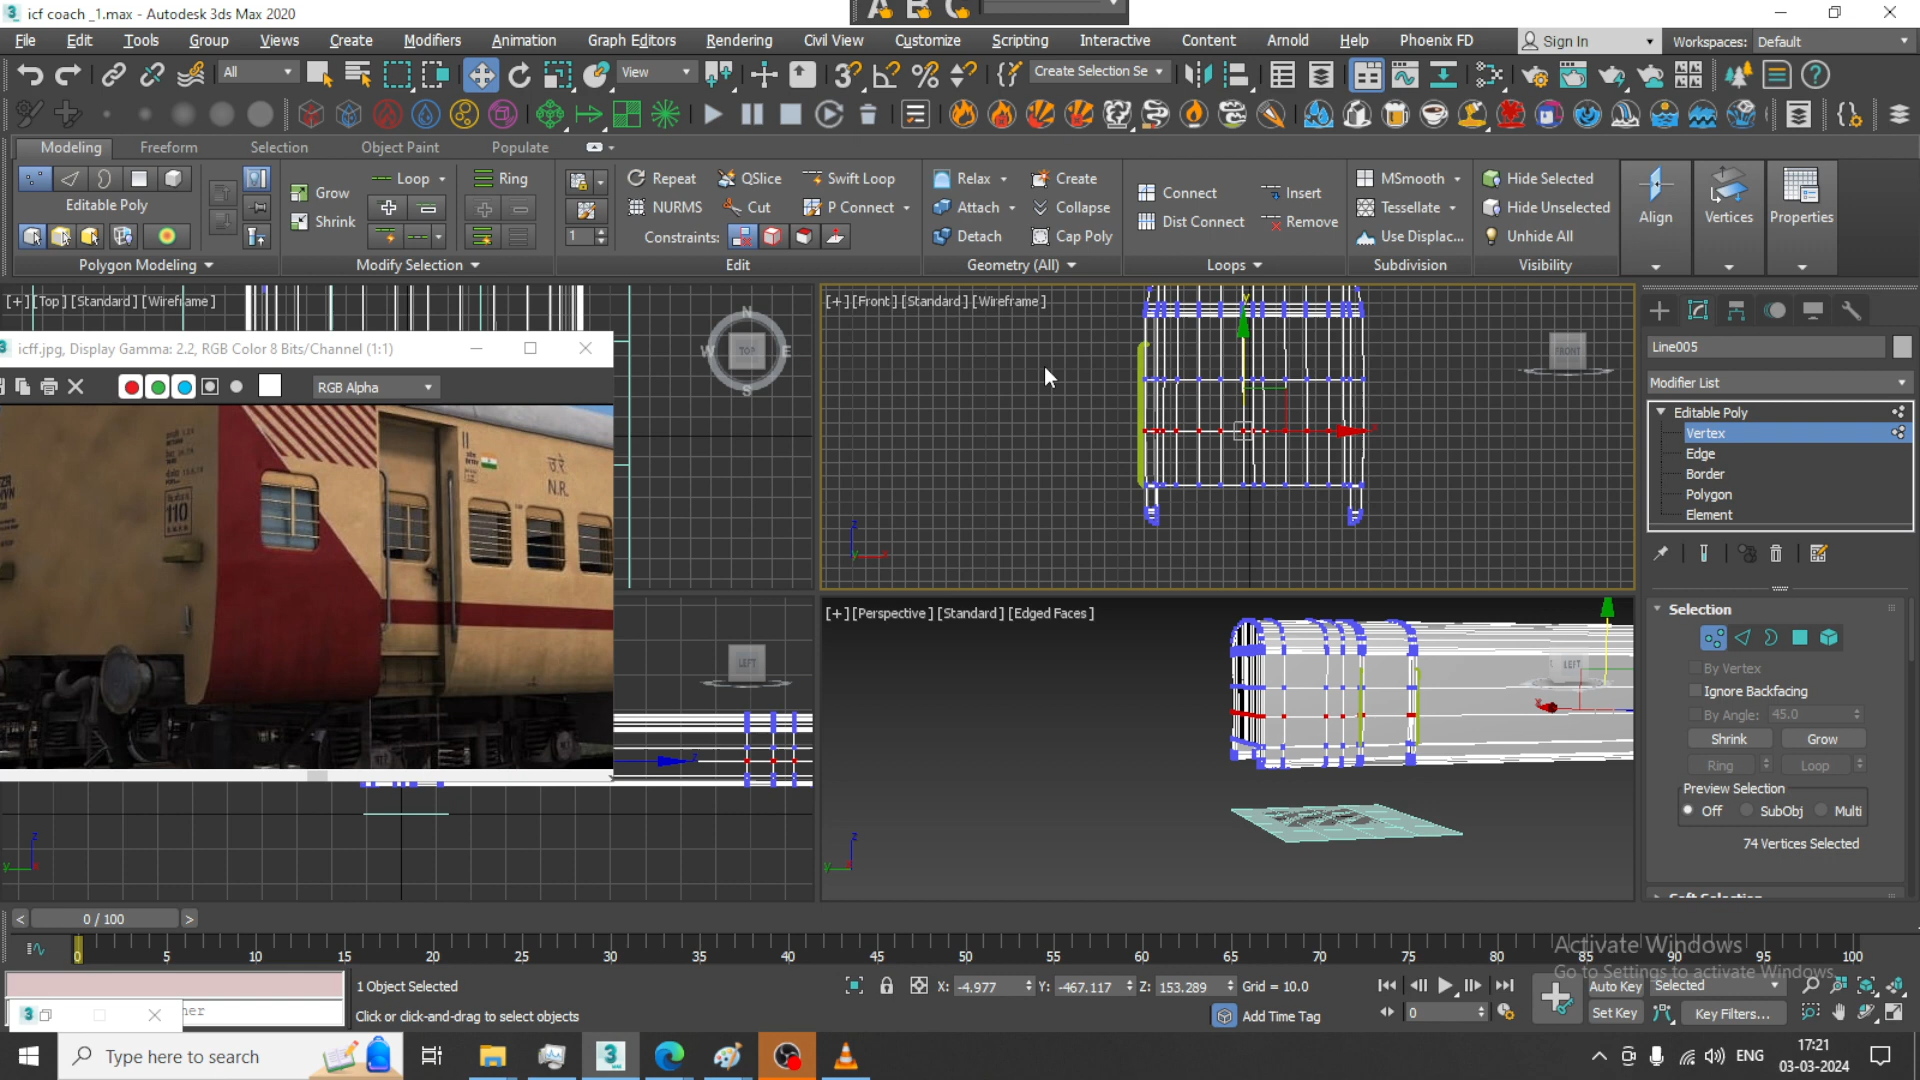 icf coach _1.max - Autodesk 3ds Max 2020
File Edit Tools Group Views Create Modifiers Animation Graph Editors Rendering Civil View Customize Scripting Interactive Content Arnold Help Phoenix FD Sign In Workspaces: Default
All View Create Selection Se
Modeling Freeform Selection Object Paint Populate
Loop Ring Repeat QSlice Swift Loop Relax Create MSmooth Hide Selected
Grow Connect Insert
Editable Poly NURMS Cut P Connect Attach Collapse Tessellate Hide Unselected
Shrink Dist Connect Remove Align Vertices Properties
1 Constraints: Detach Cap Poly Use Displac... Unhide All
Polygon Modeling Modify Selection Edit Geometry (All) Loops Subdivision Visibility
[+] [Top] [Standard] [Wireframe] [+] [Front] [Standard] [Wireframe]
N
W TOP E
S
FRONT
icff.jpg, Display Gamma: 2.2, RGB Color 8 Bits/Channel (1:1)
RGB Alpha
110
उ.रे.
N.R.
Line005
Modifier List
Editable Poly
Vertex
Edge
Border
Polygon
Element
[+] [Perspective] [Standard] [Edged Faces]
LEFT
LEFT
Selection
By Vertex
Ignore Backfacing
By Angle: 45.0
Shrink Grow
Ring Loop
Preview Selection
Off SubObj Multi
74 Vertices Selected
0 / 100
0 5 10 15 20 25 30 35 40 45 50 55 60 65 70 75 80 85 90 95 100
Activate Windows
Go to Settings to activate Windows.
1 Object Selected X: -4.977 Y: -467.117 Z: 153.289 Grid = 10.0 Auto Key Selected
Click or click-and-drag to select objects Add Time Tag 0 Set Key Key Filters...
Type here to search ENG 17:21
03-03-2024